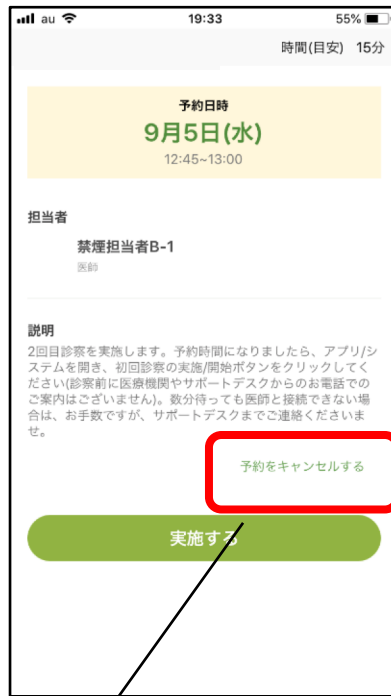 au 19:33 55%
時間(目安) 15分
予約日時
9月5日(水)
12:45~13:00
担当者
禁煙担当者B-1
医師
説明
2回目診察を実施します。予約時間になりましたら、アプリ/シ
ステムを開き、初回診察の実施/開始ボタンをクリックしてく
ださい(診察前に医療機関やサポートデスクからのお電話での
ご案内はございません)。数分待っても医師と接続できない場
合は、お手数ですが、サポートデスクまでご連絡くださいま
せ。
予約をキャンセルする
実施する